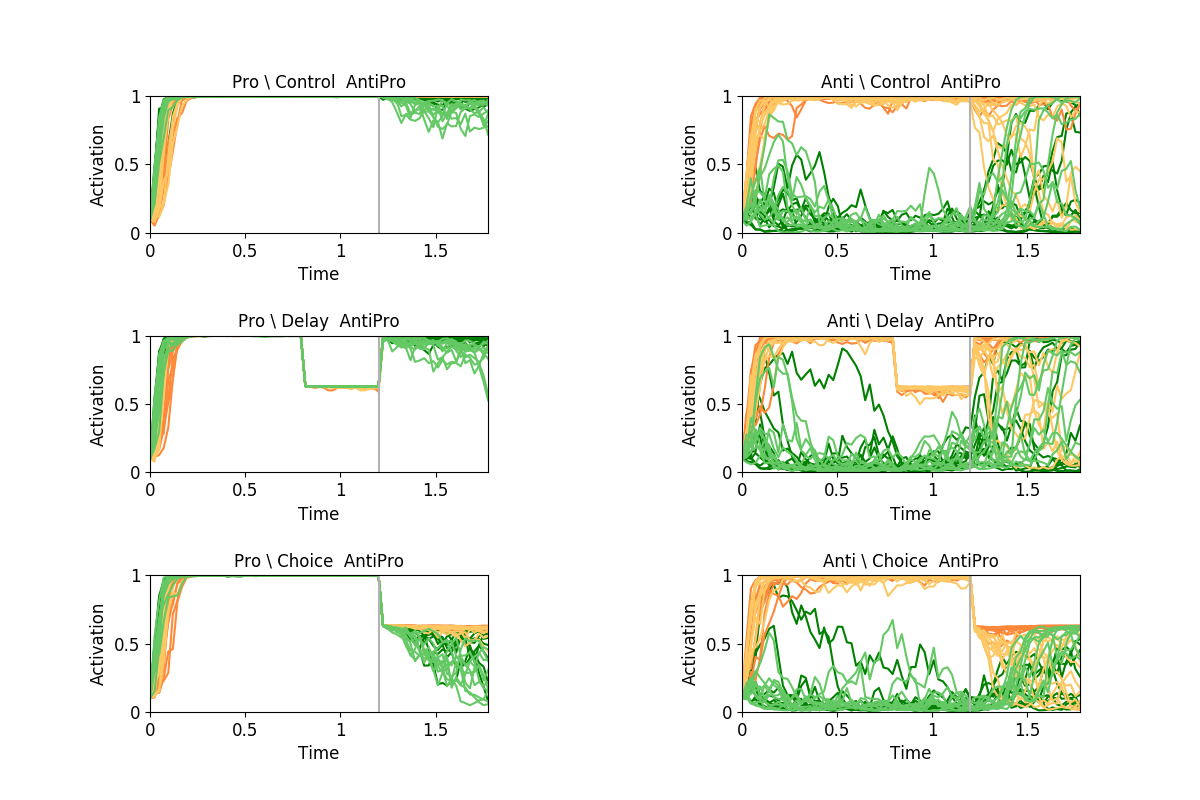 Pro \ Control  AntiPro
Activation
1
0.5
0
0
0.5
1
1.5
Time
Anti \ Control  AntiPro
Activation
1
0.5
0
0
0.5
1
1.5
Time
Pro \ Delay  AntiPro
Activation
1
0.5
0
0
0.5
1
1.5
Time
Anti \ Delay  AntiPro
Activation
1
0.5
0
0
0.5
1
1.5
Time
Pro \ Choice  AntiPro
Activation
1
0.5
0
0
0.5
1
1.5
Time
Anti \ Choice  AntiPro
Activation
1
0.5
0
0
0.5
1
1.5
Time